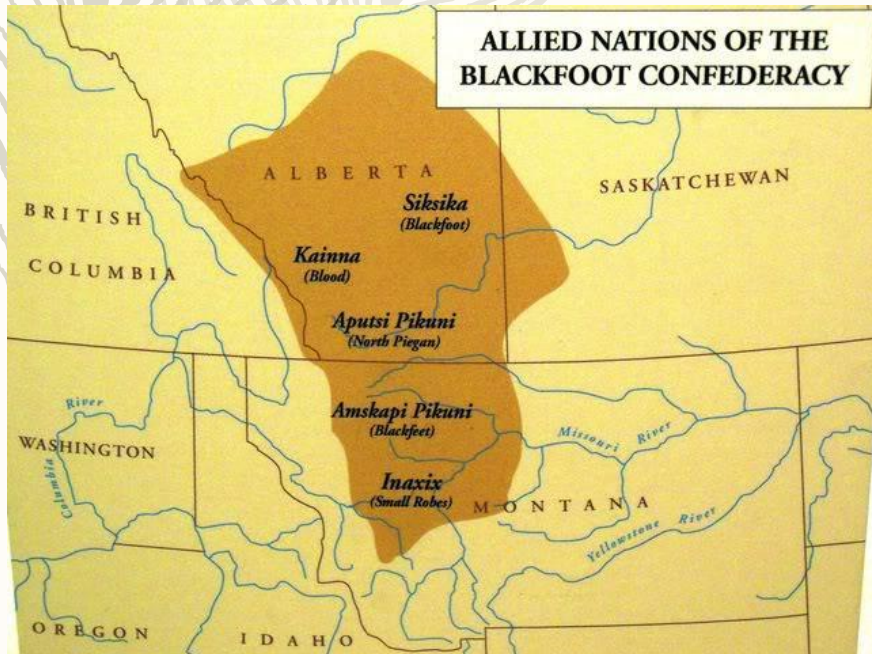 ALLIED NATIONS OF THE
BLACKFOOT CONFEDERACY
ALBERTA
SASKATCHEWAN
BRITISH
COLUMBIA
Siksika
(Blackfoot)
Kainna
(Blood)
Aputsi Pikuni
(North Piegan)
Amskapi Pikuni
(Blackfeet)
Inaxix
(Small Robes)
Missouri River
MONTANA
Yellowstone River
Columbia River
WASHINGTON
OREGON
IDAHO